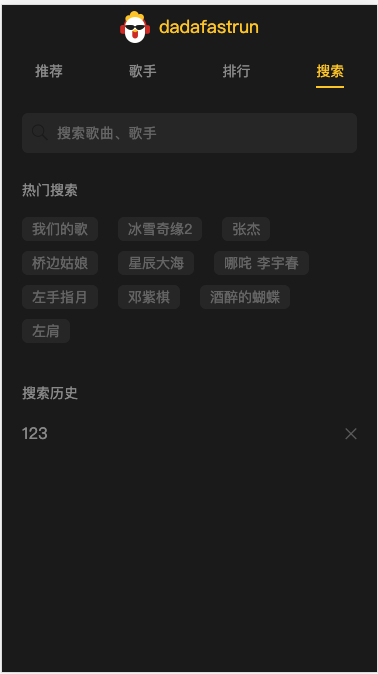 dadafastrun
推荐 歌手 排行 搜索
搜索歌曲、歌手
热门搜索
我们的歌 冰雪奇缘2 张杰
桥边姑娘 星辰大海 哪吒 李宇春
左手指月 邓紫棋 酒醉的蝴蝶
左肩
搜索历史
123